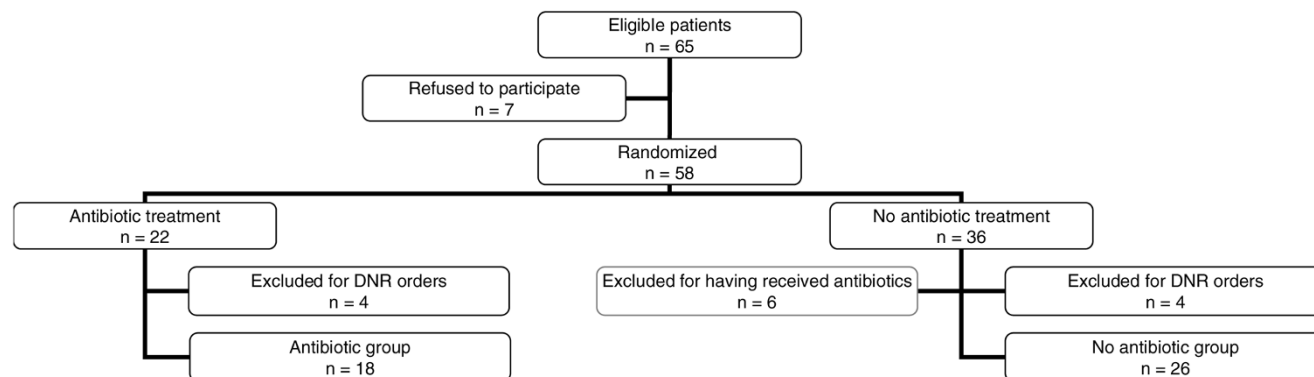 Eligible patients
n = 65
Refused to participate
n = 7
Randomized
n = 58
Antibiotic treatment
n = 22
No antibiotic treatment
n = 36
Excluded for DNR orders
n = 4
Excluded for having received antibiotics
n = 6
Excluded for DNR orders
n = 4
Antibiotic group
n = 18
No antibiotic group
n = 26